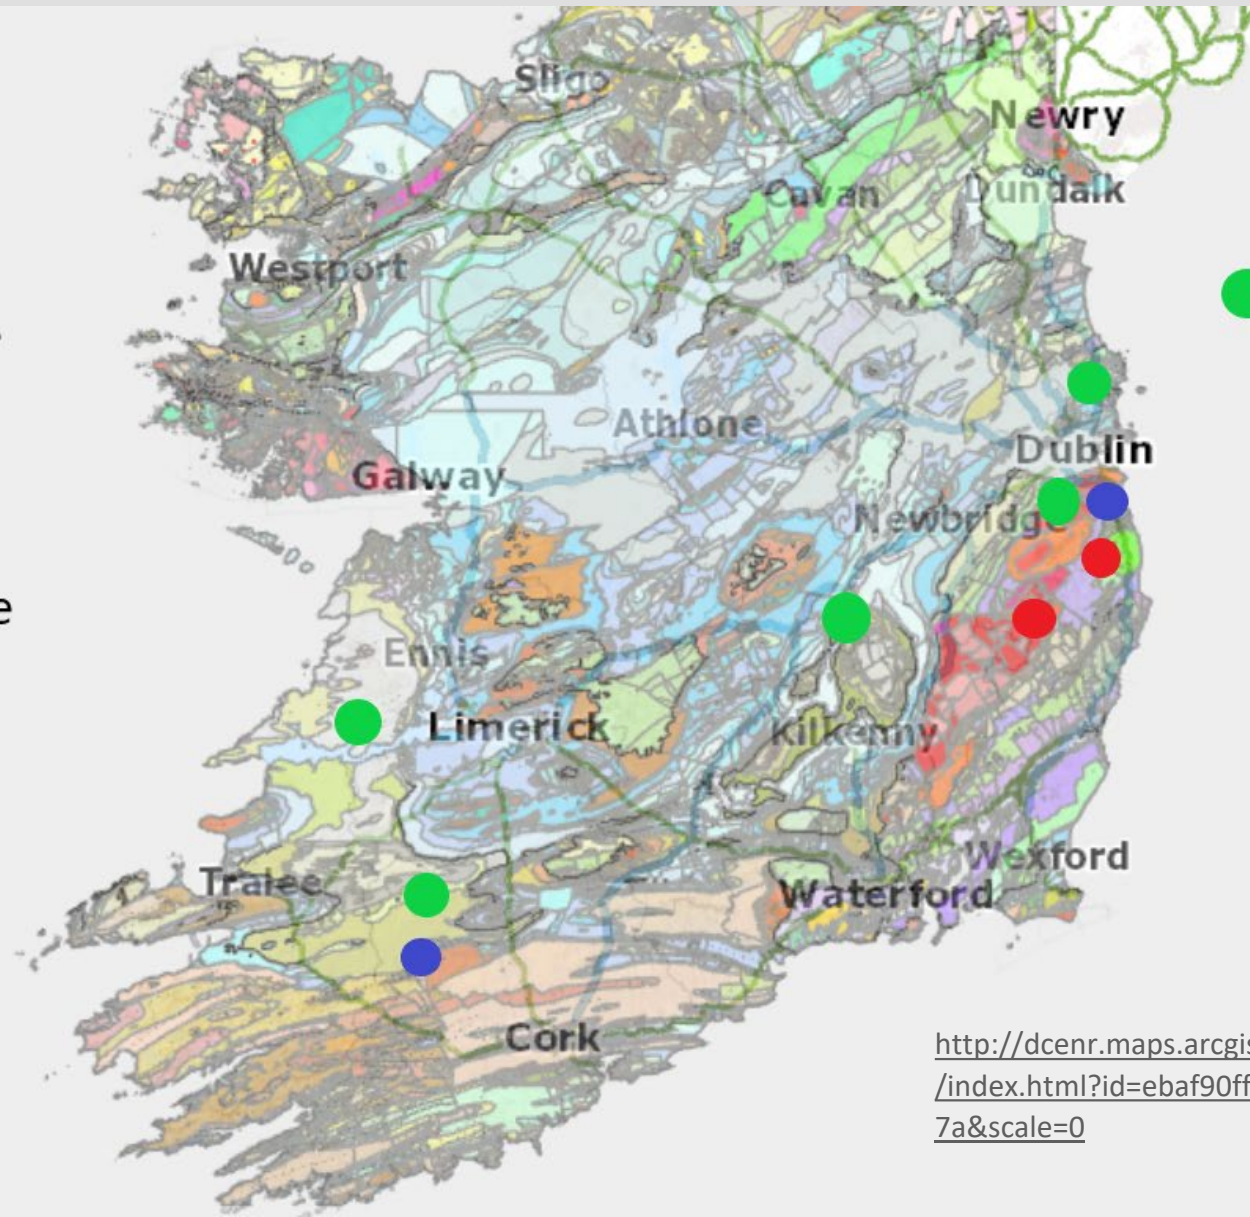 Sligo
Newry
Cavan
Dundalk
Westport
Athlone
Dublin
Galway
Newbridge
e
Ennis
Limerick
Kilkenny
Wexford
Tralee
Waterford
Cork
http://dcenr.maps.arcgis
/index.html?id=ebaf90ff
7a&scale=0